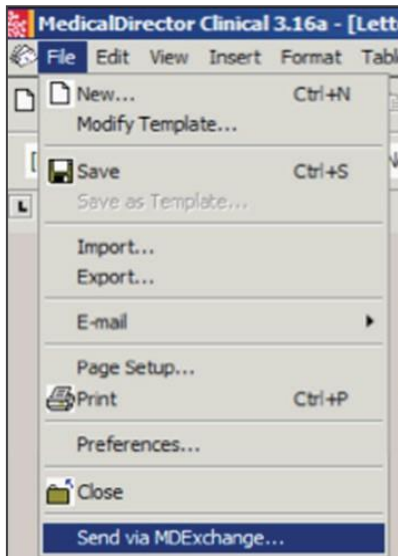 MedicalDirector Clinical 3.16a - [Lett
File Edit View Insert Format Tabl
New... Ctrl+N
Modify Template...
Save Ctrl+S
Save as Template...
Import...
Export...
E-mail
Page Setup...
Print Ctrl+P
Preferences...
Close
Send via MDExchange...